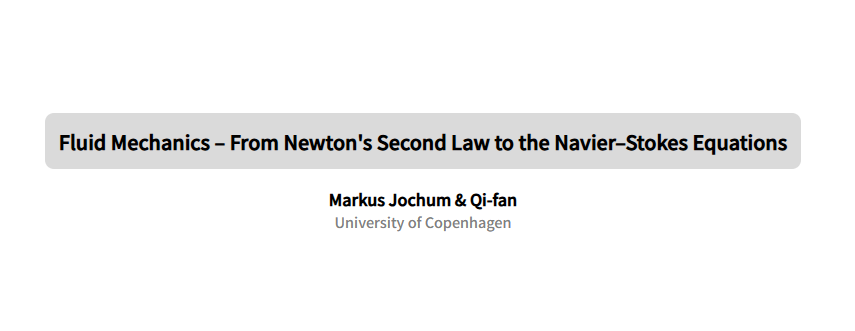 Fluid Mechanics – From Newton's Second Law to the Navier–Stokes Equations
Markus Jochum & Qi-fan
University of Copenhagen